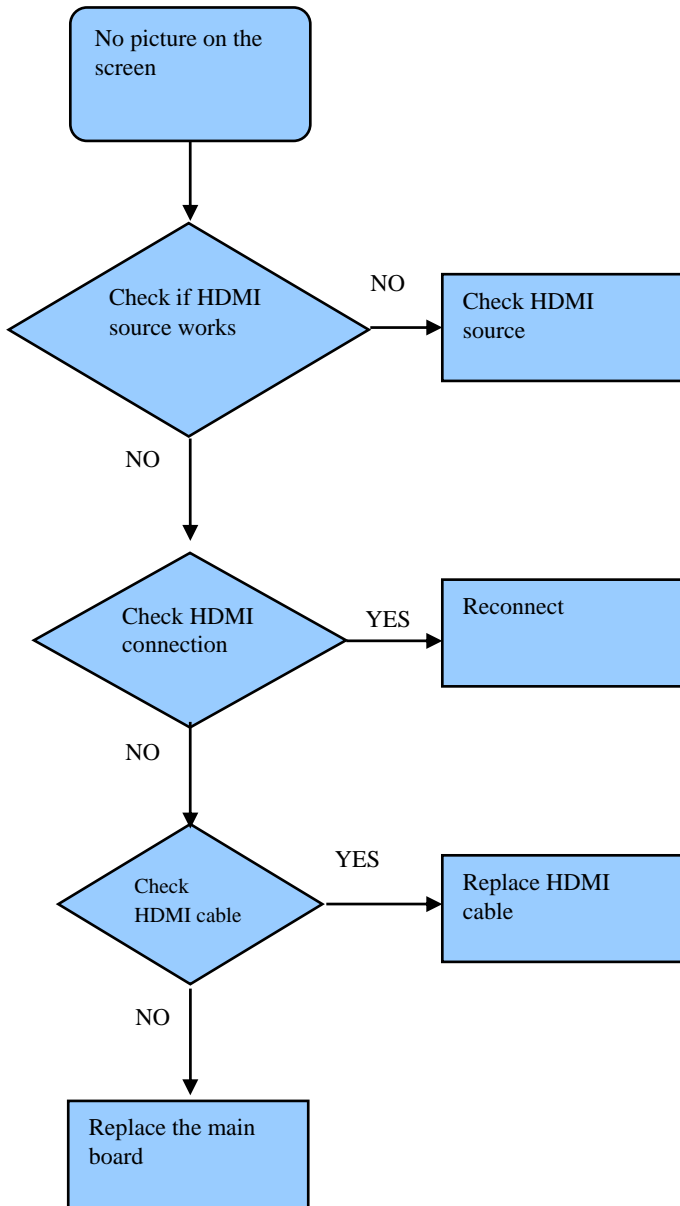 No picture on the
screen
Check if HDMI
source works
NO
Check HDMI
source
NO
Check HDMI
connection
YES
Reconnect
NO
Check
HDMI cable
YES
Replace HDMI
cable
NO
Replace the main
board